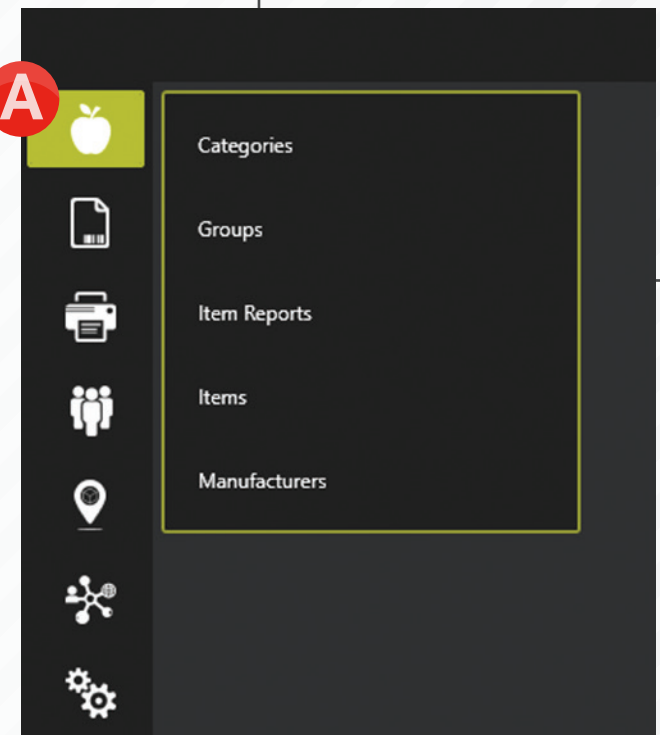 A
Categories
Groups
Item Reports
Items
Manufacturers